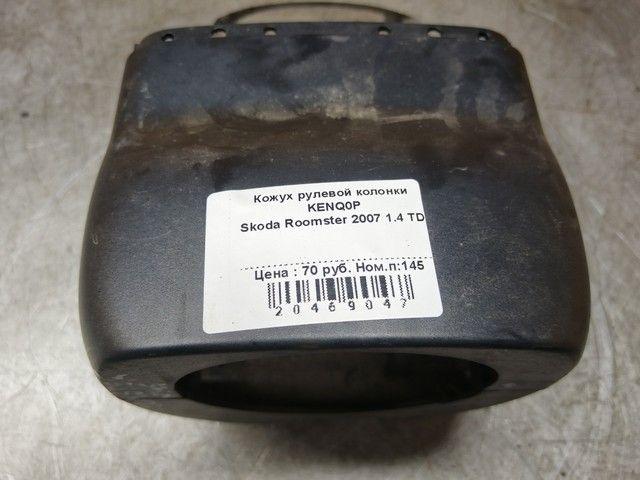 Кожух рулевой колонки
KENQ0P
Skoda Roomster 2007 1.4 TD
Цена : 70 руб. Ном.п:145
20469047